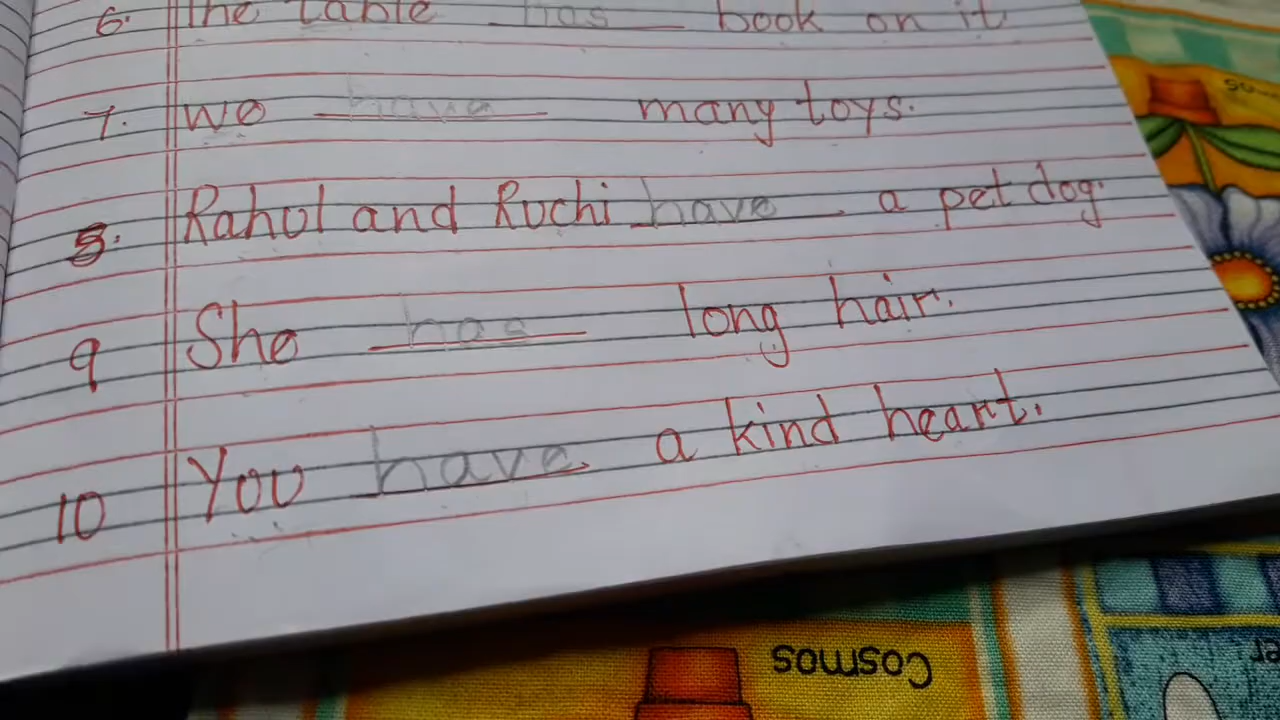 6. The table has book on it
7. we have many toys.
8. Rahul and Ruchi have a pet dog.
9 She has long hair.
10 You have a kind heart.
Cosmos